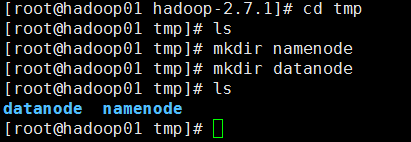 [root@hadoop01 hadoop-2.7.1]# cd tmp
[root@hadoop01 tmp]# ls
[root@hadoop01 tmp]# mkdir namenode
[root@hadoop01 tmp]# mkdir datanode
[root@hadoop01 tmp]# ls
datanode  namenode
[root@hadoop01 tmp]#